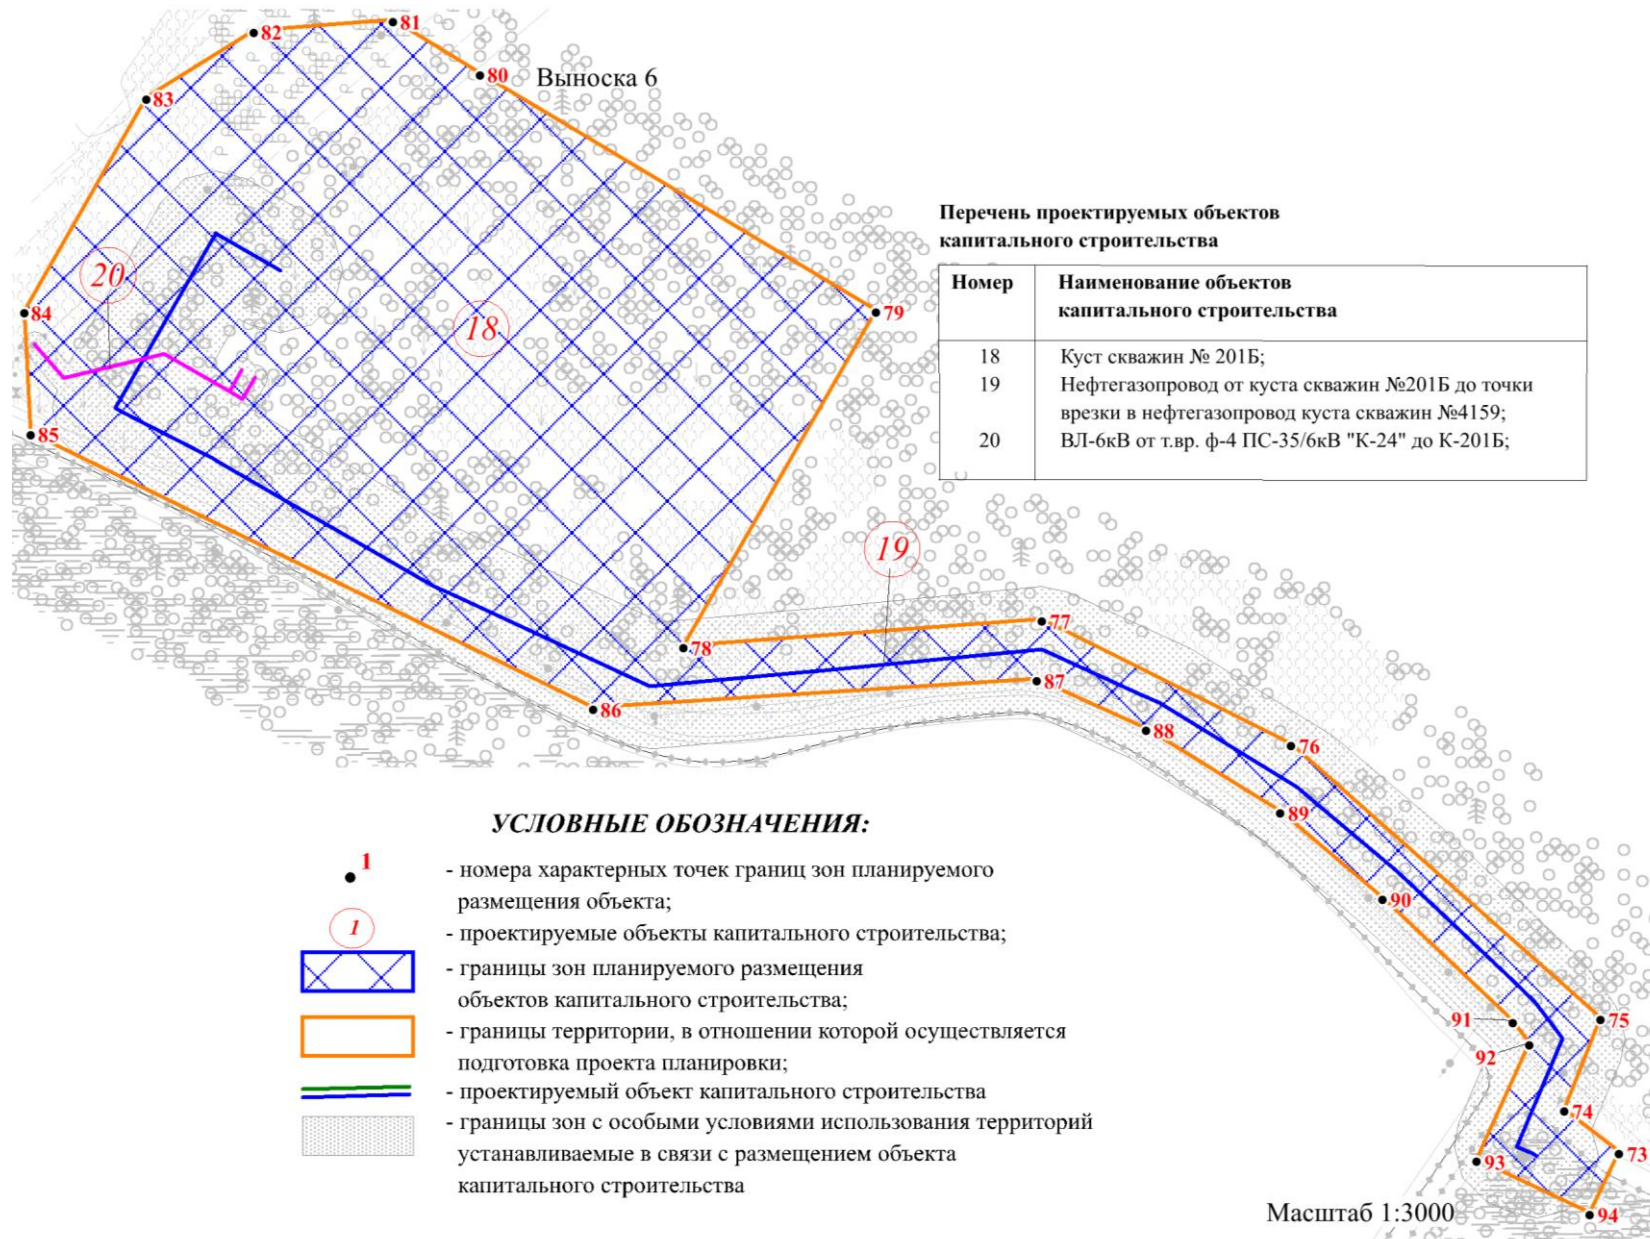 82
81
80
Выноска 6
83
Перечень проектируемых объектов
капитального строительства
20
Номер
Наименование объектов
капитального строительства
84
18
79
18
Куст скважин № 201Б;
19
Нефтегазопровод от куста скважин №201Б до точки
врезки в нефтегазопровод куста скважин №4159;
20
ВЛ-6кВ от т.вр. ф-4 ПС-35/6кВ "К-24" до К-201Б;
85
19
77
78
87
86
88
76
89
УСЛОВНЫЕ ОБОЗНАЧЕНИЯ:
1
- номера характерных точек границ зон планируемого
размещения объекта;
90
1
- проектируемые объекты капитального строительства;
- границы зон планируемого размещения
объектов капитального строительства;
- границы территории, в отношении которой осуществляется
подготовка проекта планировки;
91
75
92
- проектируемый объект капитального строительства
- границы зон с особыми условиями использования территорий
устанавливаемые в связи с размещением объекта
капитального строительства
74
73
93
Масштаб 1:3000
94